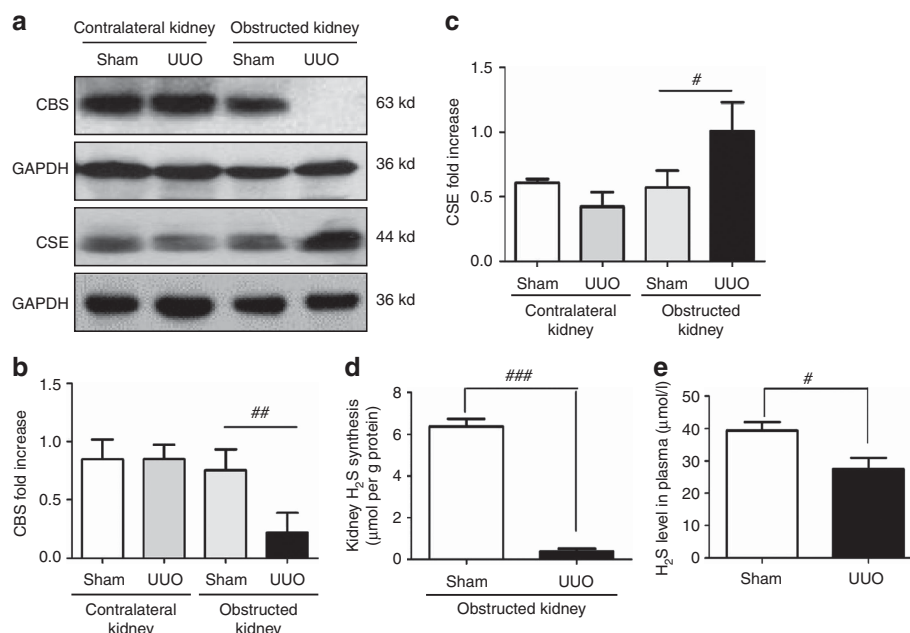 a
Contralateral kidney Obstructed kidney
Sham UUO Sham UUO
CBS 63 kd
GAPDH 36 kd
CSE 44 kd
GAPDH 36 kd
b
CBS fold increase
1.5
1.0
0.5
0.0
##
Sham UUO Sham UUO
Contralateral kidney
Obstructed kidney
c
CSE fold increase
1.5
1.0
0.5
0.0
#
Sham UUO Sham UUO
Contralateral kidney
Obstructed kidney
d
Kidney H₂S synthesis
(μmol per g protein)
8
6
4
2
0
###
Sham UUO
Obstructed kidney
e
H₂S level in plasma (μmol/l)
50
40
30
20
10
0
#
Sham UUO